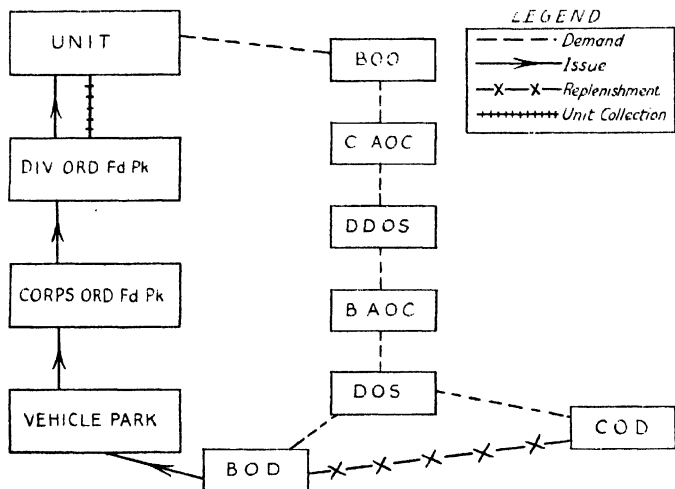 LEGEND
Demand
Issue
Replenishment
Unit Collection
UNIT
BOO
C AOC
DIV ORD Fd Pk
DDOS
CORPS ORD Fd Pk
B AOC
DOS
VEHICLE PARK
COD
BOD